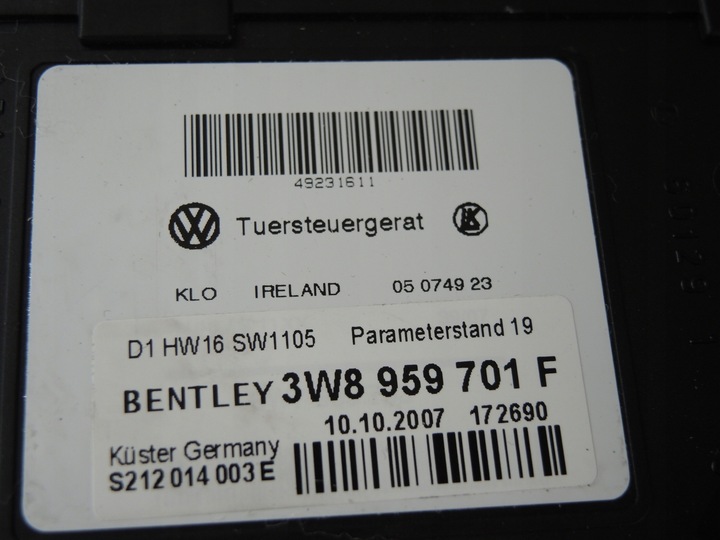 49231611
Tuersteuergerat
KLO IRELAND 05 0749 23
D1 HW16 SW1105 Parameterstand 19
BENTLEY 3W8 959 701 F
10.10.2007 172690
Küster Germany
S212 014 003 E